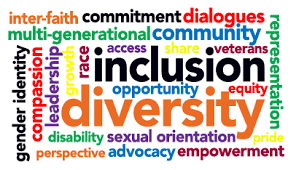 inter-faith commitment dialogues
multi-generational community
access share veterans
inclusion
opportunity equity
diversity
disability sexual orientation pride
perspective advocacy empowerment
gender identity
compassion
leadership
growth
race
representation